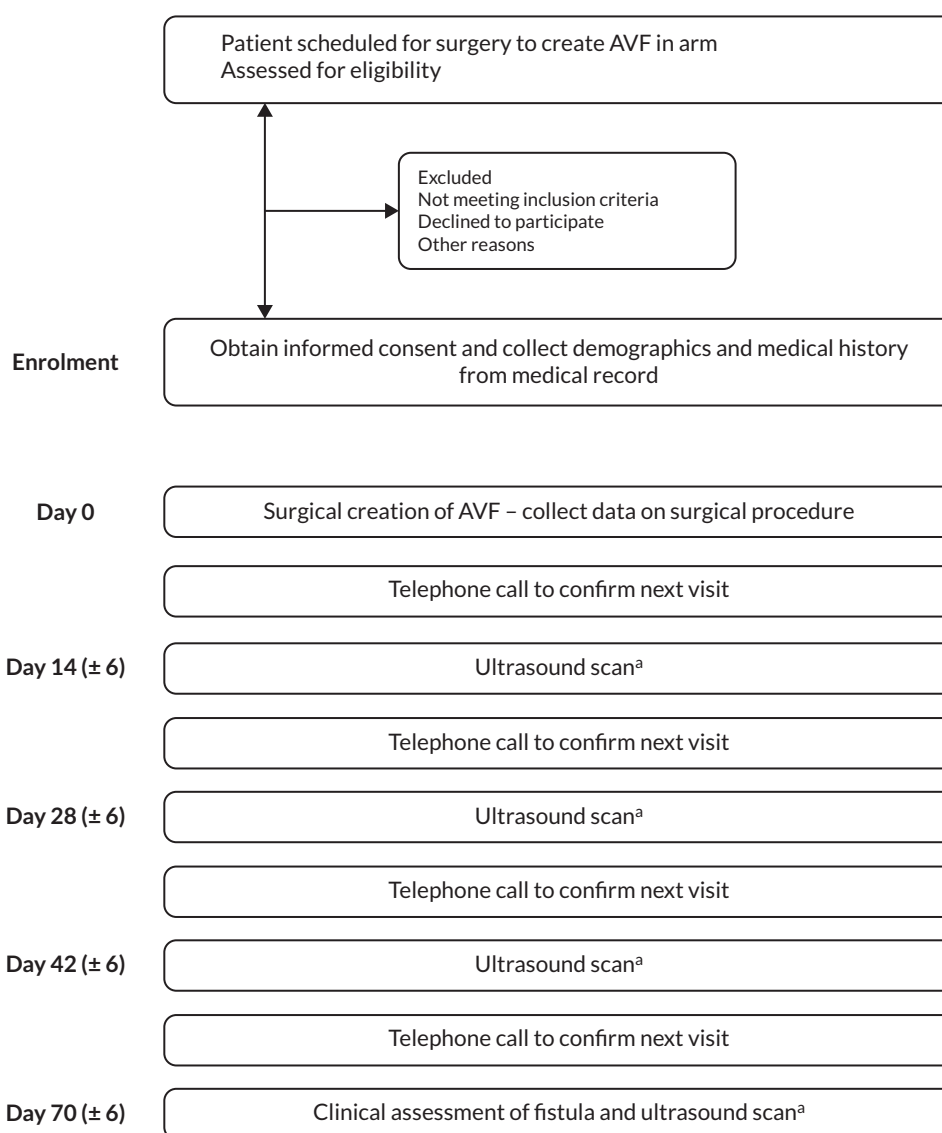 Patient scheduled for surgery to create AVF in arm
Assessed for eligibility
Excluded
Not meeting inclusion criteria
Declined to participate
Other reasons
Enrolment
Obtain informed consent and collect demographics and medical history
from medical record
Day 0
Surgical creation of AVF – collect data on surgical procedure
Telephone call to confirm next visit
Day 14 (± 6)
Ultrasound scanᵃ
Telephone call to confirm next visit
Day 28 (± 6)
Ultrasound scanᵃ
Telephone call to confirm next visit
Day 42 (± 6)
Ultrasound scanᵃ
Telephone call to confirm next visit
Day 70 (± 6)
Clinical assessment of fistula and ultrasound scanᵃ